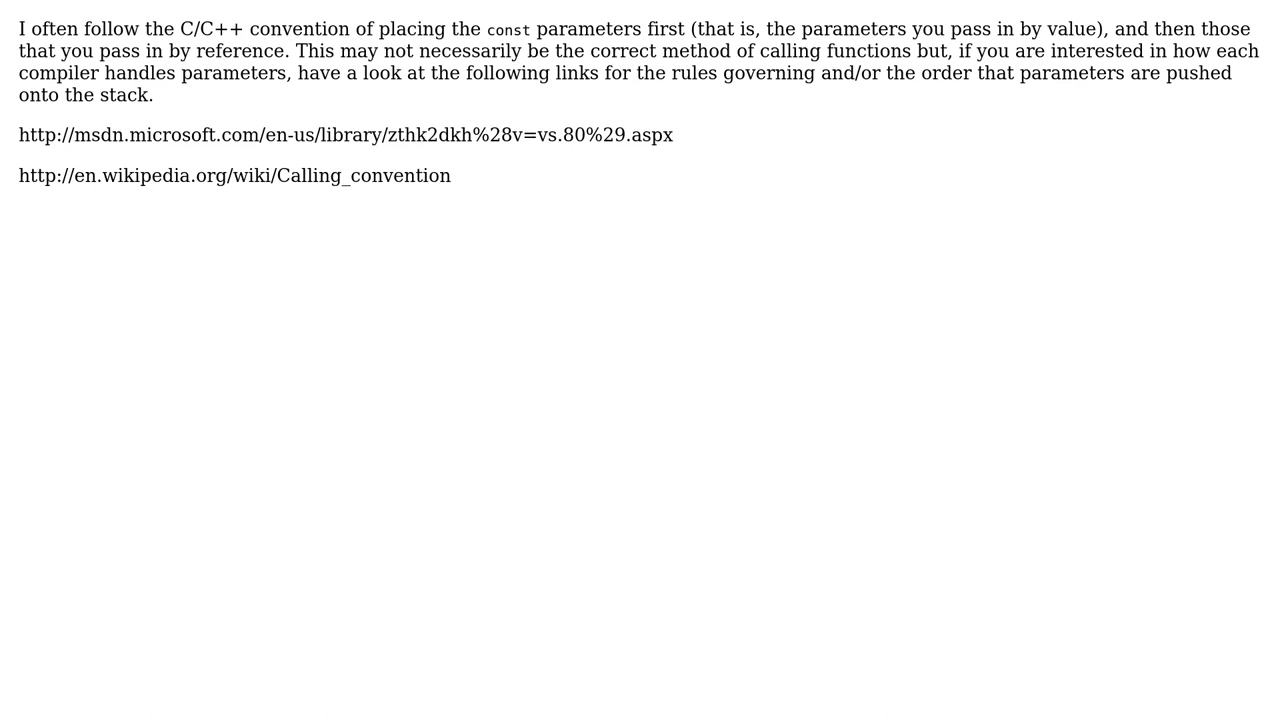 I often follow the C/C++ convention of placing the const parameters first (that is, the parameters you pass in by value), and then those
that you pass in by reference. This may not necessarily be the correct method of calling functions but, if you are interested in how each
compiler handles parameters, have a look at the following links for the rules governing and/or the order that parameters are pushed
onto the stack.
http://msdn.microsoft.com/en-us/library/zthk2dkh%28v=vs.80%29.aspx
http://en.wikipedia.org/wiki/Calling_convention